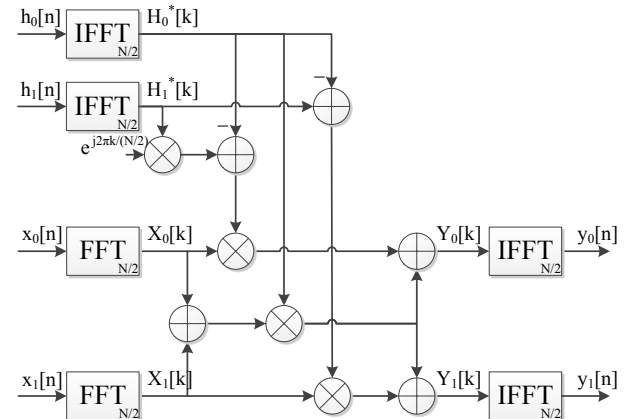 h₀[n] IFFT N/2 H₀*[k]
h₁[n] IFFT N/2 H₁*[k]
−
−
e^j2πk/(N/2)
x₀[n] FFT N/2 X₀[k] Y₀[k] IFFT N/2 y₀[n]
x₁[n] FFT N/2 X₁[k] Y₁[k] IFFT N/2 y₁[n]